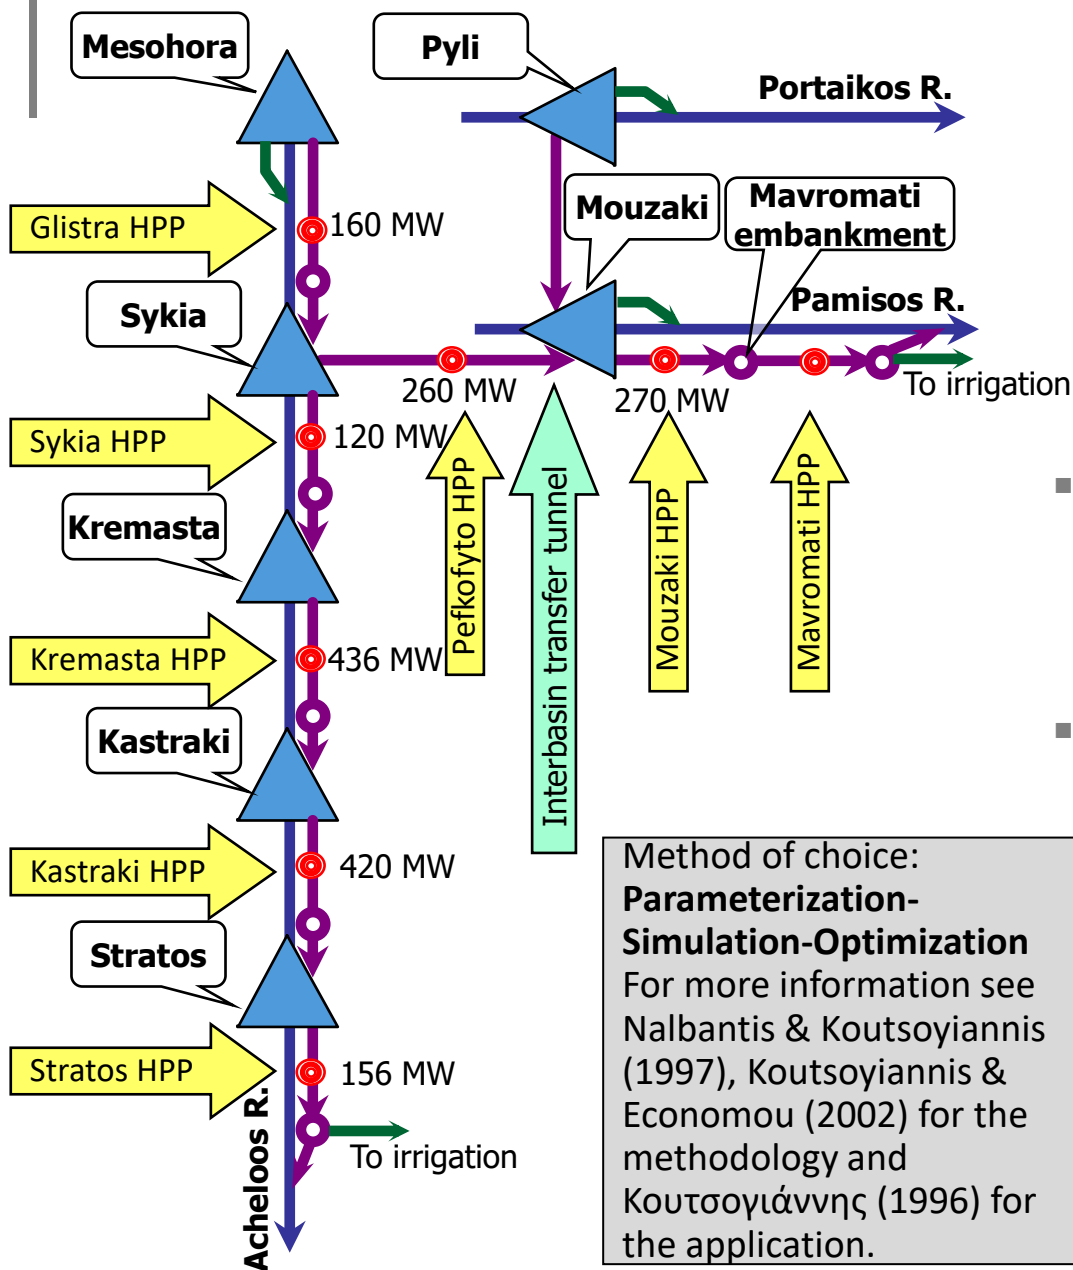 Mesohora
Pyli
Portaikos R.
Glistra HPP
160 MW
Mouzaki
Mavromati
embankment
Sykia
Pamisos R.
260 MW
270 MW
To irrigation
Sykia HPP
120 MW
Kremasta
Pefkofyto HPP
Interbasin transfer tunnel
Mouzaki HPP
Mavromati HPP
Kremasta HPP
436 MW
Kastraki
Kastraki HPP
420 MW
Stratos
Stratos HPP
156 MW
Acheloos R.
To irrigation
Method of choice:
Parameterization-
Simulation-Optimization
For more information see
Nalbantis & Koutsoyiannis
(1997), Koutsoyiannis &
Economou (2002) for the
methodology and
Κουτσογιάννης (1996) for
the application.